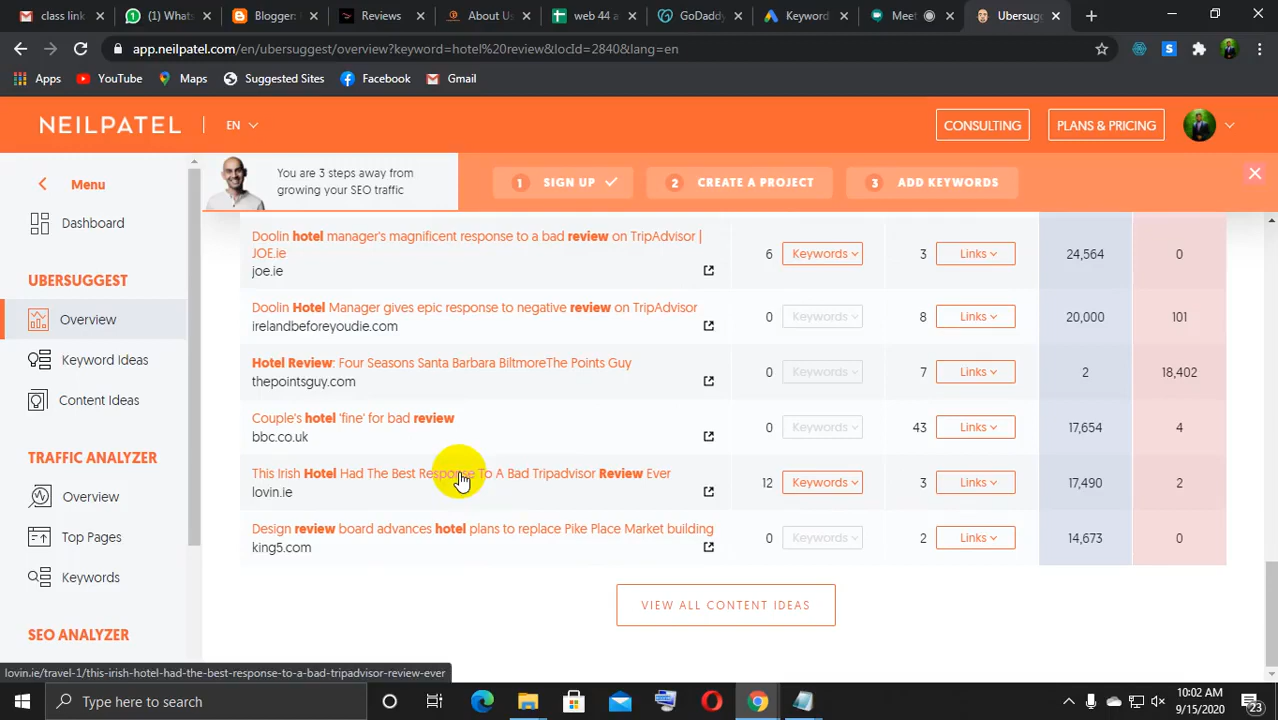 class link
(1) Whats
Blogger:
Reviews
About Us
web 44 a
GoDaddy
Keyword
Meet
Ubersugg
app.neilpatel.com/en/ubersuggest/overview?keyword=hotel%20review&locId=2840&lang=en
Apps
YouTube
Maps
Suggested Sites
Facebook
Gmail
NEILPATEL
EN
CONSULTING
PLANS & PRICING
Menu
You are 3 steps away from
growing your SEO traffic
1 SIGN UP
2 CREATE A PROJECT
3 ADD KEYWORDS
Dashboard
UBERSUGGEST
Overview
Keyword Ideas
Content Ideas
TRAFFIC ANALYZER
Overview
Top Pages
Keywords
SEO ANALYZER
Doolin hotel manager's magnificent response to a bad review on TripAdvisor |
JOE.ie
joe.ie
6 Keywords 3 Links 24,564 0
Doolin Hotel Manager gives epic response to negative review on TripAdvisor
irelandbeforeyoudie.com
0 Keywords 8 Links 20,000 101
Hotel Review: Four Seasons Santa Barbara BiltmoreThe Points Guy
thepointsguy.com
0 Keywords 7 Links 2 18,402
Couple's hotel 'fine' for bad review
bbc.co.uk
0 Keywords 43 Links 17,654 4
This Irish Hotel Had The Best Response To A Bad Tripadvisor Review Ever
lovin.ie
12 Keywords 3 Links 17,490 2
Design review board advances hotel plans to replace Pike Place Market building
king5.com
0 Keywords 2 Links 14,673 0
VIEW ALL CONTENT IDEAS
lovin.ie/travel-1/this-irish-hotel-had-the-best-response-to-a-bad-tripadvisor-review-ever
Type here to search
10:02 AM
9/15/2020
23